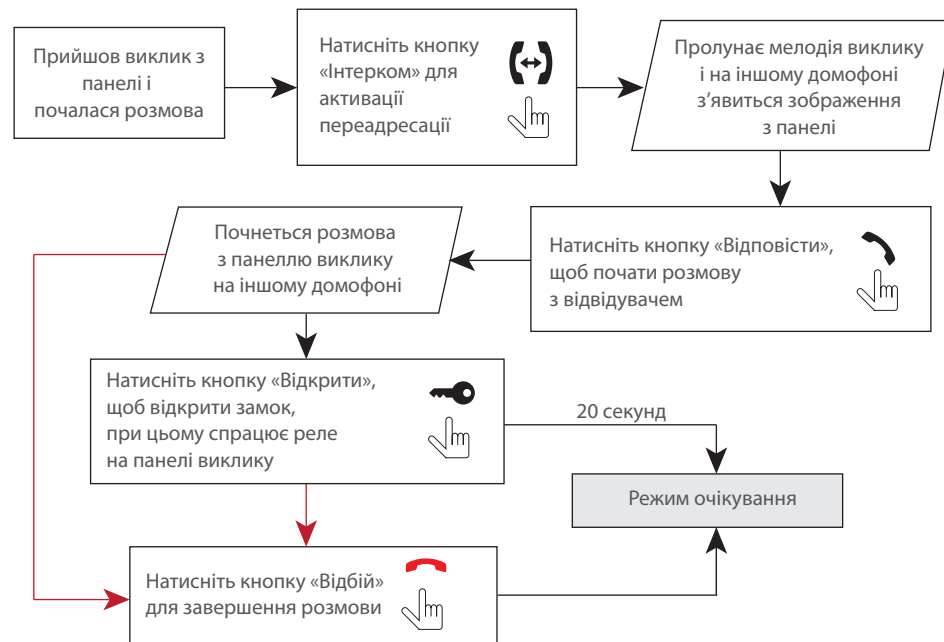 Прийшов виклик з
панелі і
почалася розмова
Натисніть кнопку
«Інтерком» для
активації
переадресації
Пролунає мелодія виклику
і на іншому домофоні
з’явиться зображення
з панелі
Натисніть кнопку «Відповісти»,
щоб почати розмову
з відвідувачем
Почнеться розмова
з панеллю виклику
на іншому домофоні
Натисніть кнопку «Відкрити»,
щоб відкрити замок,
при цьому спрацює реле
на панелі виклику
20 секунд
Режим очікування
Натисніть кнопку «Відбій»
для завершення розмови